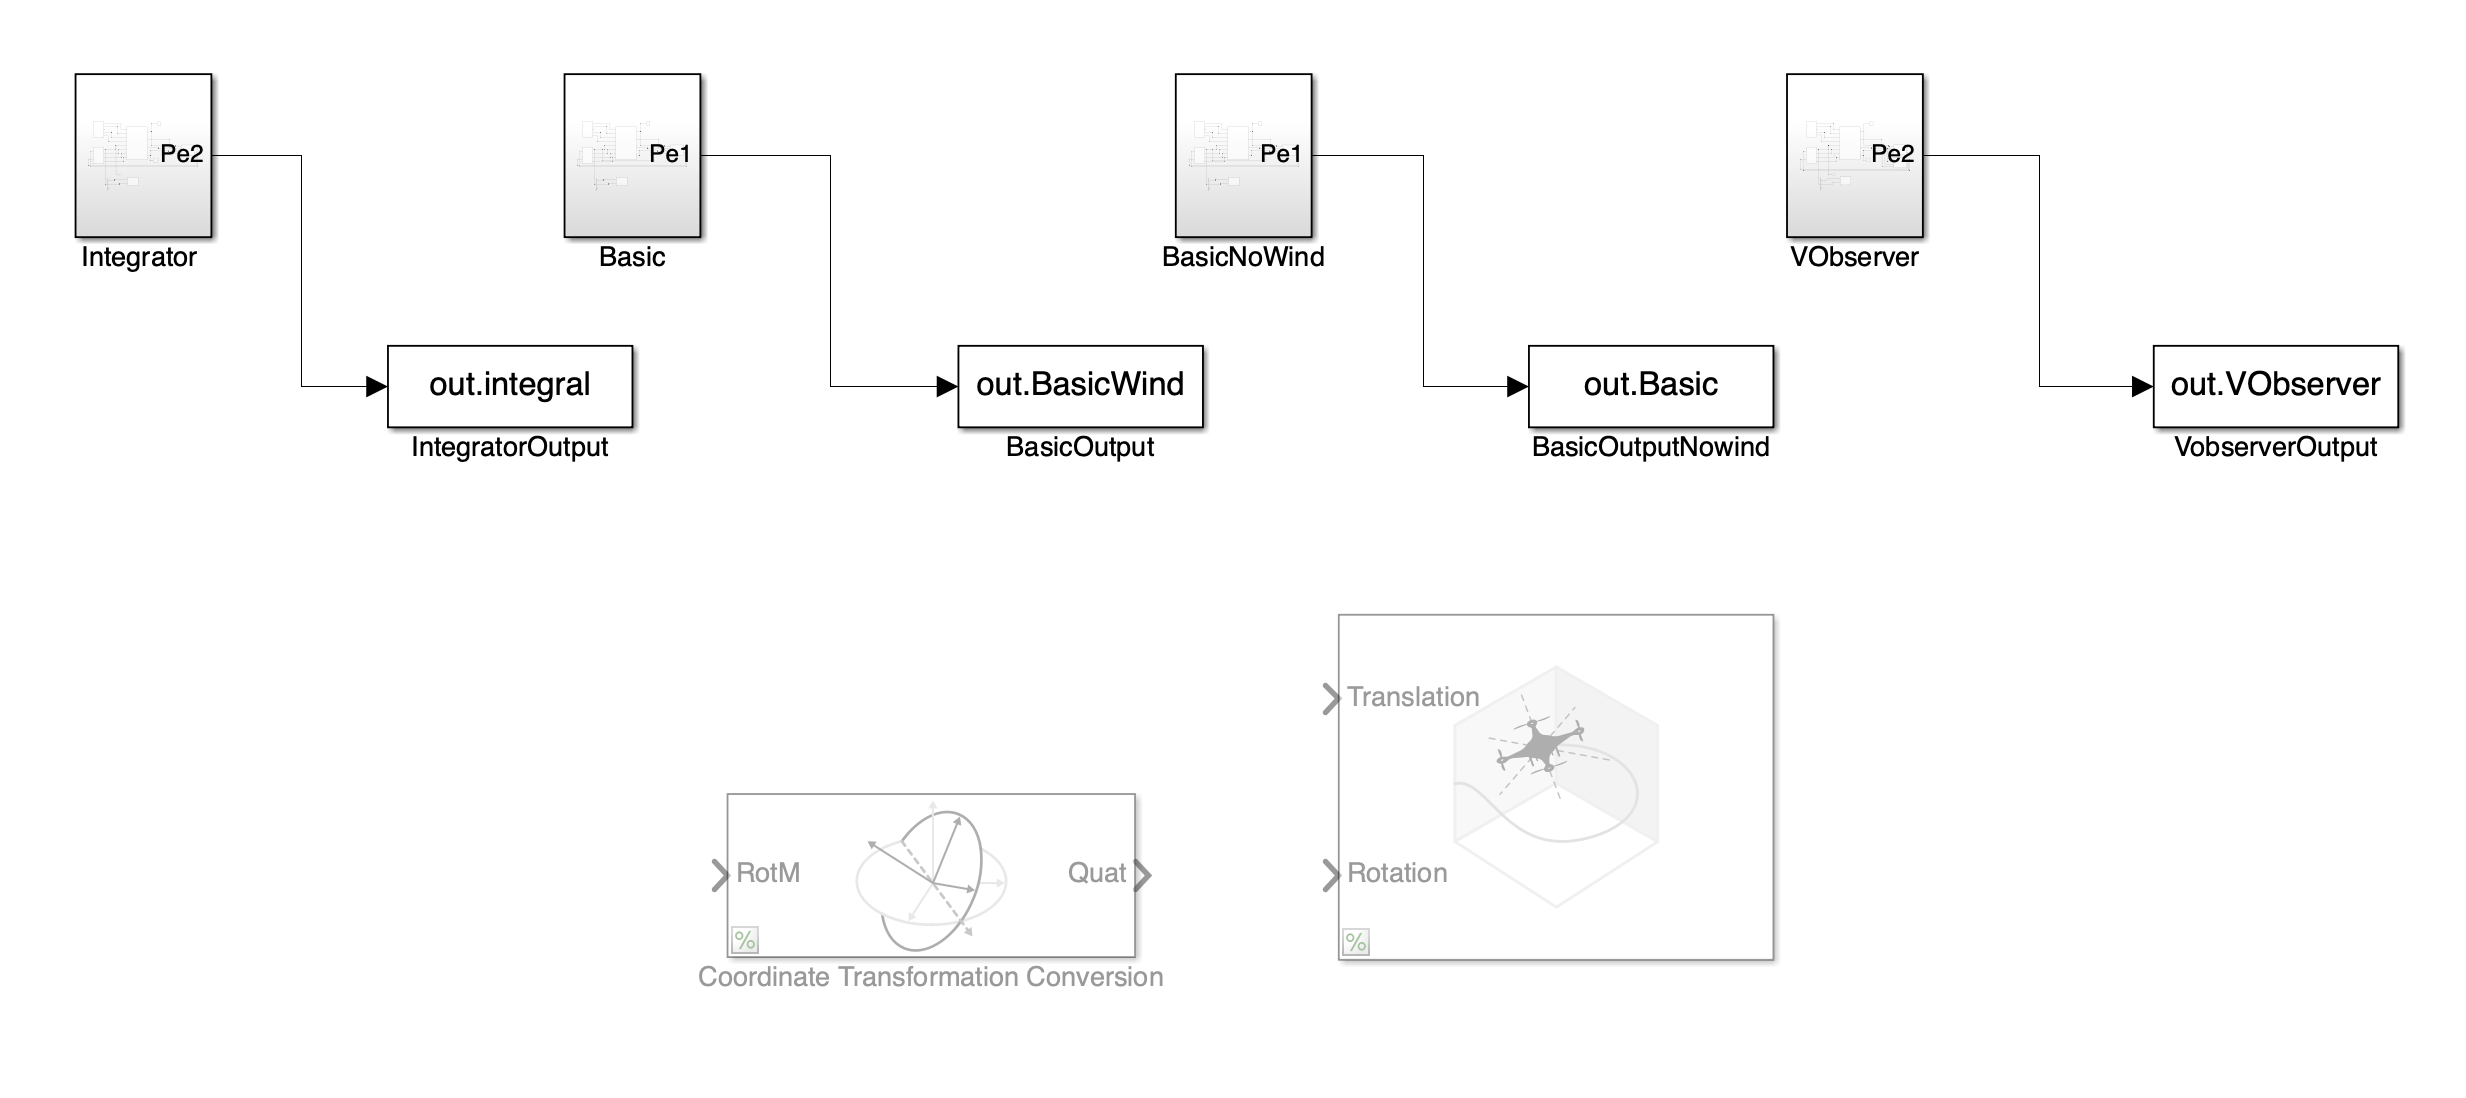 Pe2
Pe1
Pe1
Pe2
Integrator
Basic
BasicNoWind
VObserver
out.integral
out.BasicWind
out.Basic
out.VObserver
IntegratorOutput
BasicOutput
BasicOutputNowind
VobserverOutput
Translation
RotM
Quat
Rotation
%
%
Coordinate Transformation Conversion